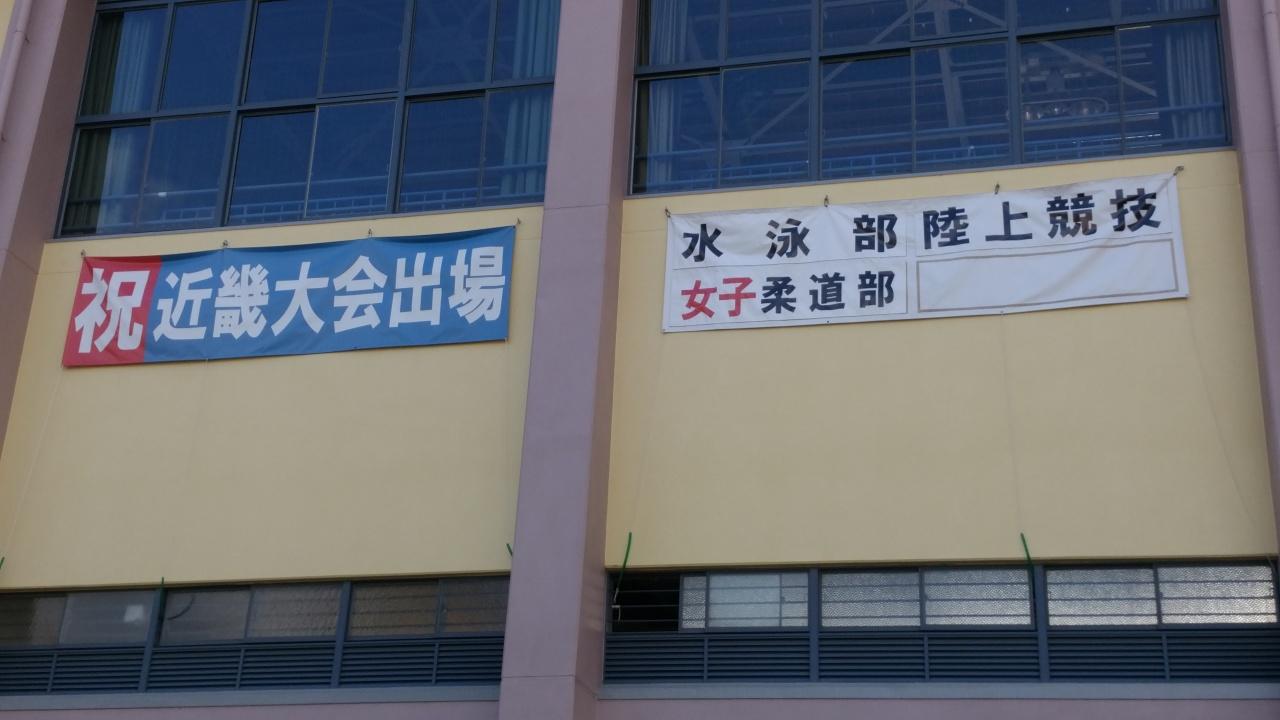 祝近畿大会出場
水泳部陸上競技
女子柔道部